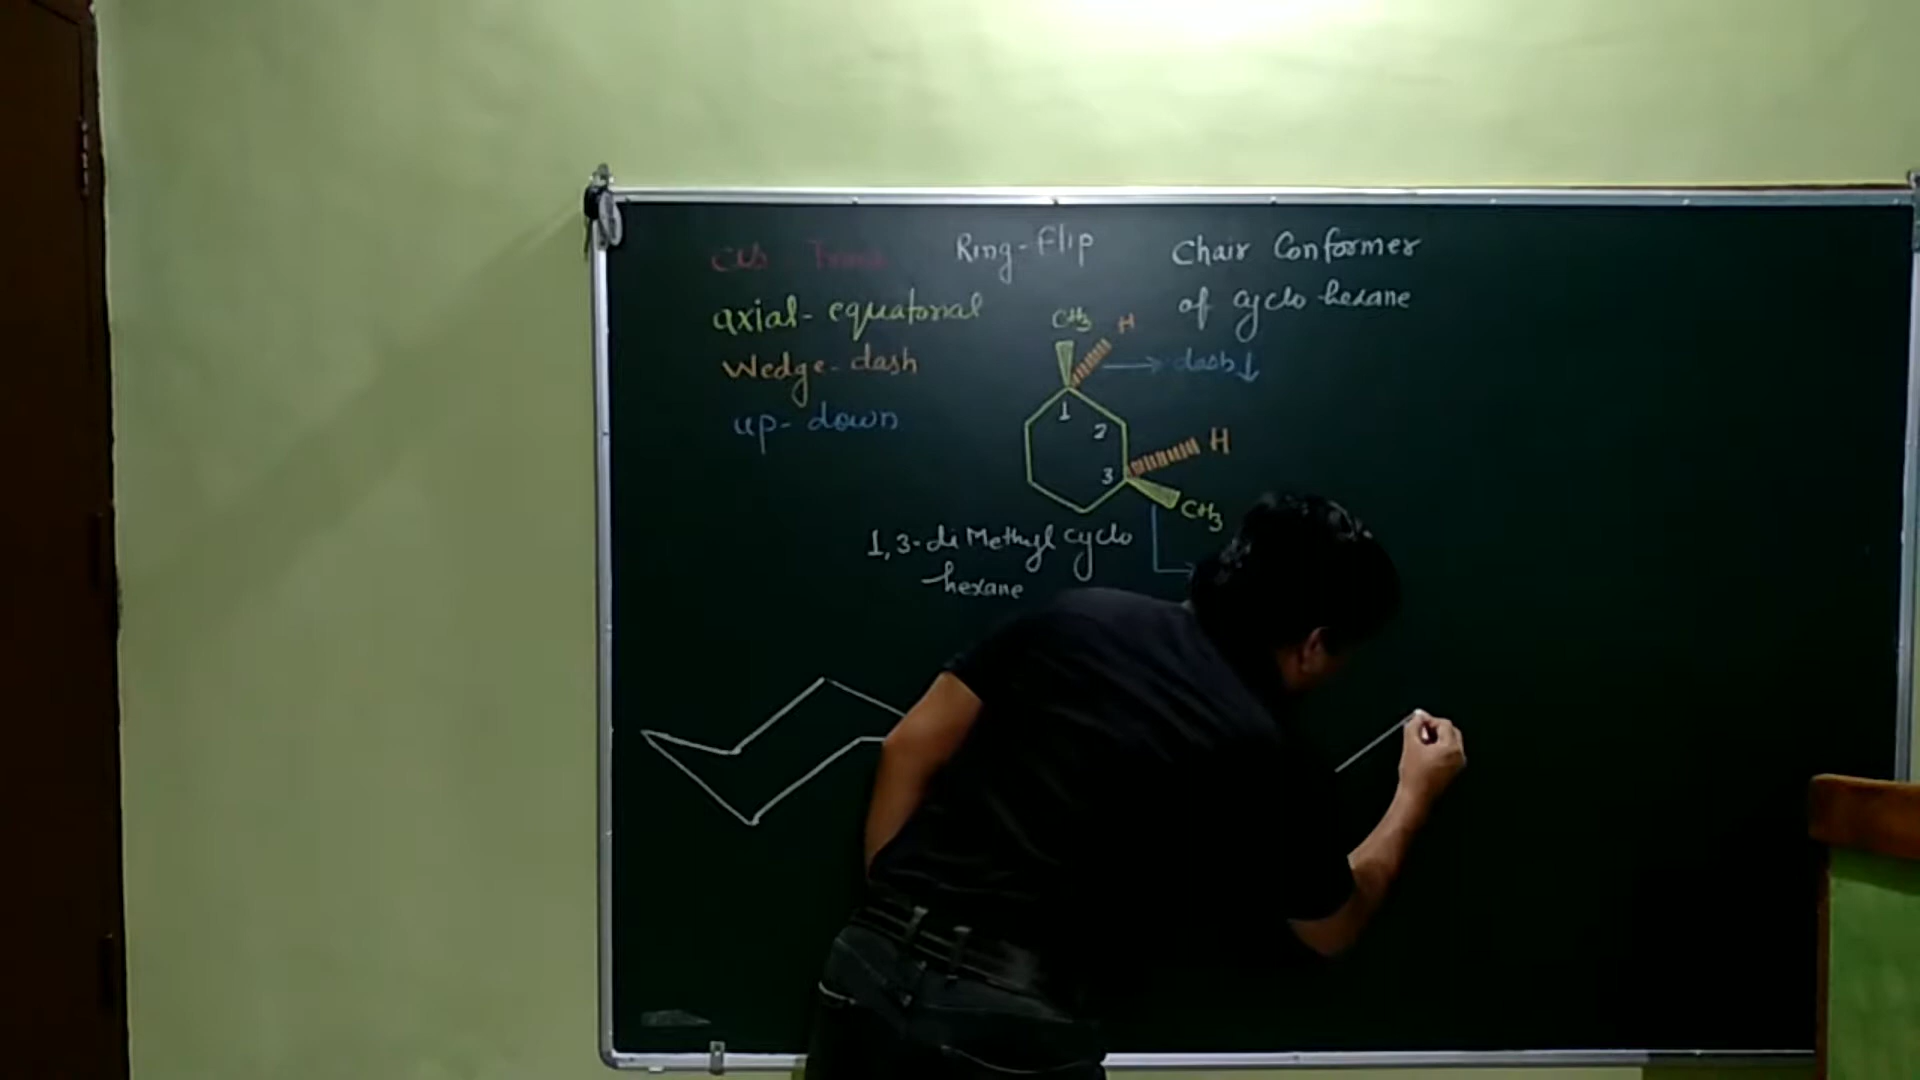 Cis Trans
axial - equatorial
Wedge - dash
up - down
Ring - Flip
Chair Conformer
of cyclo hexane
CH3 H
dash↓
1
2
H
3
CH3
1, 3- di Methyl cyclo
hexane